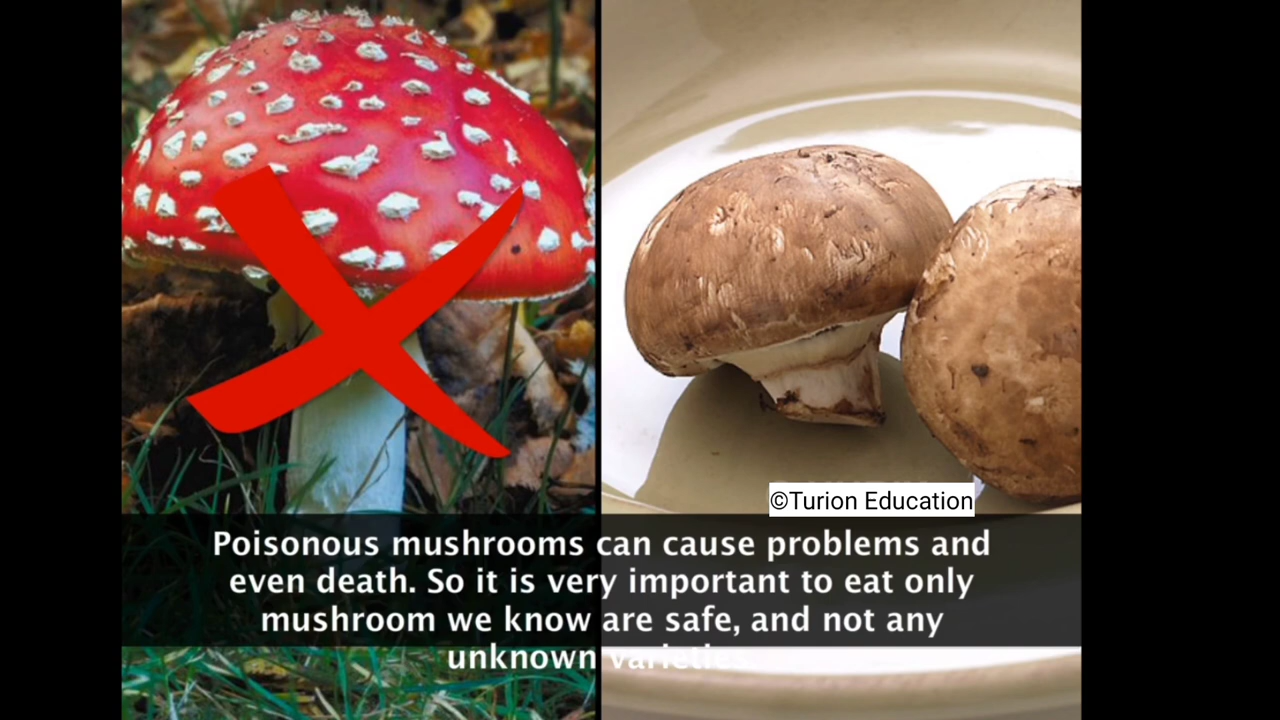 ©Turion Education
Poisonous mushrooms can cause problems and
even death. So it is very important to eat only
mushroom we know are safe, and not any
unknown varieties.